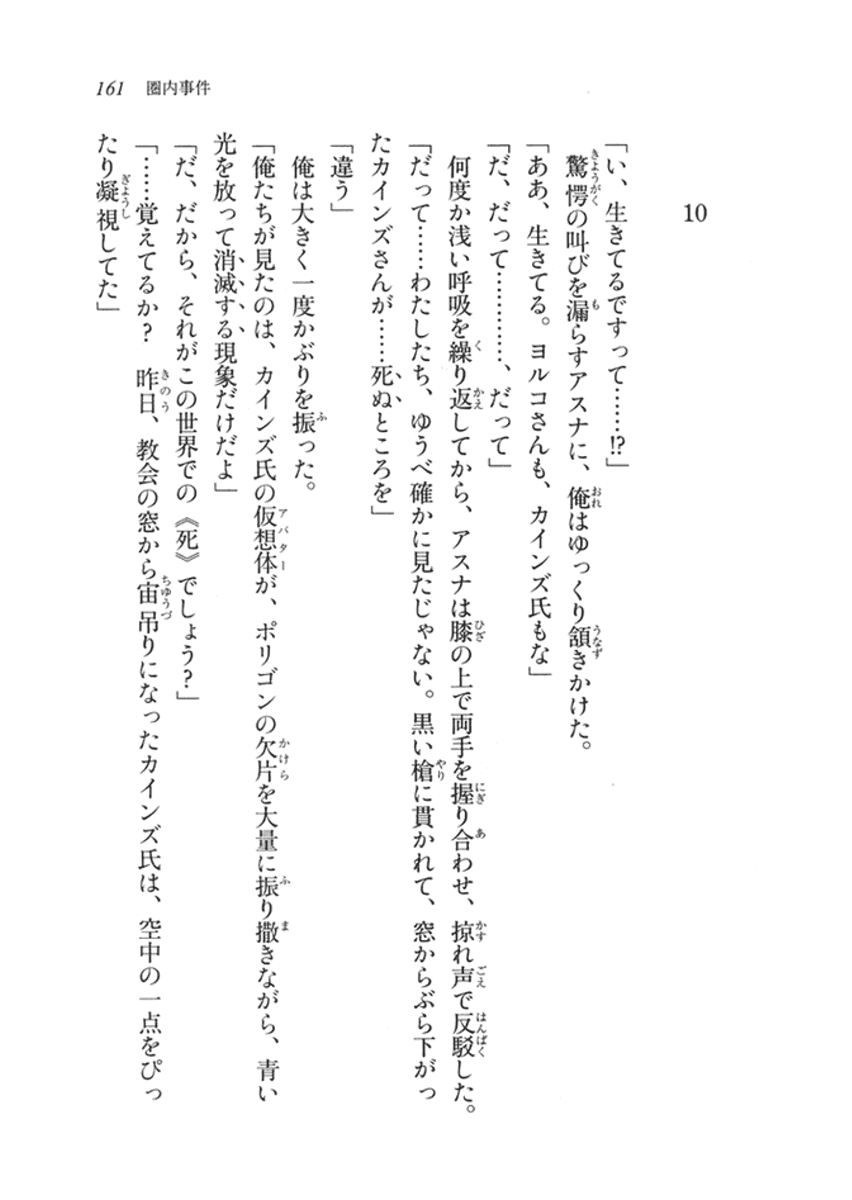 161　圏内事件
10
「い、生きてるですって……!?」
驚愕の叫びを漏らすアスナに、俺はゆっくり頷きかけた。
「ああ、生きてる。ヨルコさんも、カインズ氏もな」
「だ、だって…………、だって」
何度か浅い呼吸を繰り返してから、アスナは膝の上で両手を握り合わせ、掠れ声で反駁した。
「だって……わたしたち、ゆうべ確かに見たじゃない。黒い槍に貫かれて、窓からぶら下がっ
たカインズさんが……死ぬところを」
「違う」
俺は大きく一度かぶりを振った。
「俺たちが見たのは、カインズ氏の仮想体が、ポリゴンの欠片を大量に振り撒きながら、青い
光を放って消滅する現象だけだよ」
「だ、だから、それがこの世界での《死》でしょう？」
「……覚えてるか？　昨日、教会の窓から宙吊りになったカインズ氏は、空中の一点をぴっ
たり凝視してた」